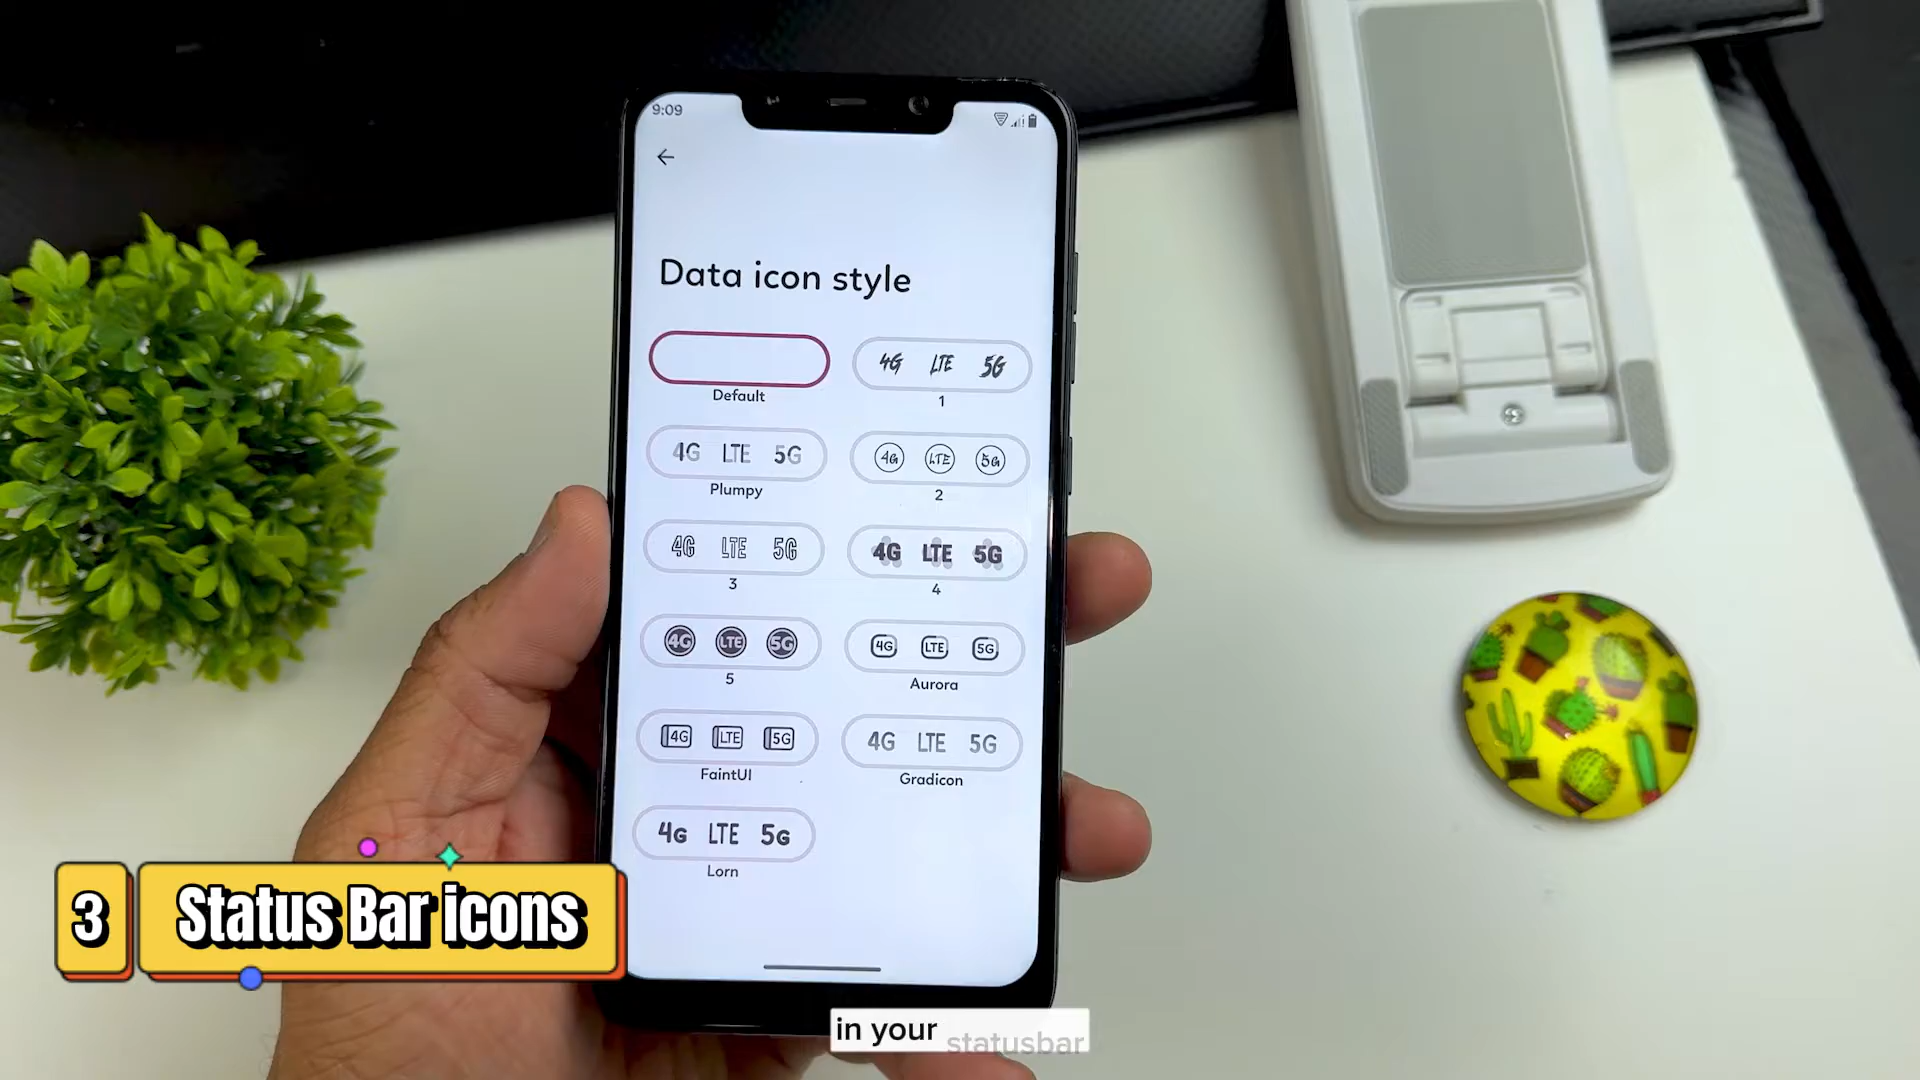 9:09
Data icon style
Default
4G LTE 5G
1
4G LTE 5G
Plumpy
4G LTE 5G
2
4G LTE 5G
3
4G LTE 5G
4
4G LTE 5G
5
4G LTE 5G
Aurora
4G LTE 5G
FaintUI
4G LTE 5G
Gradicon
4G LTE 5G
Lorn
3 Status Bar icons
in your statusbar